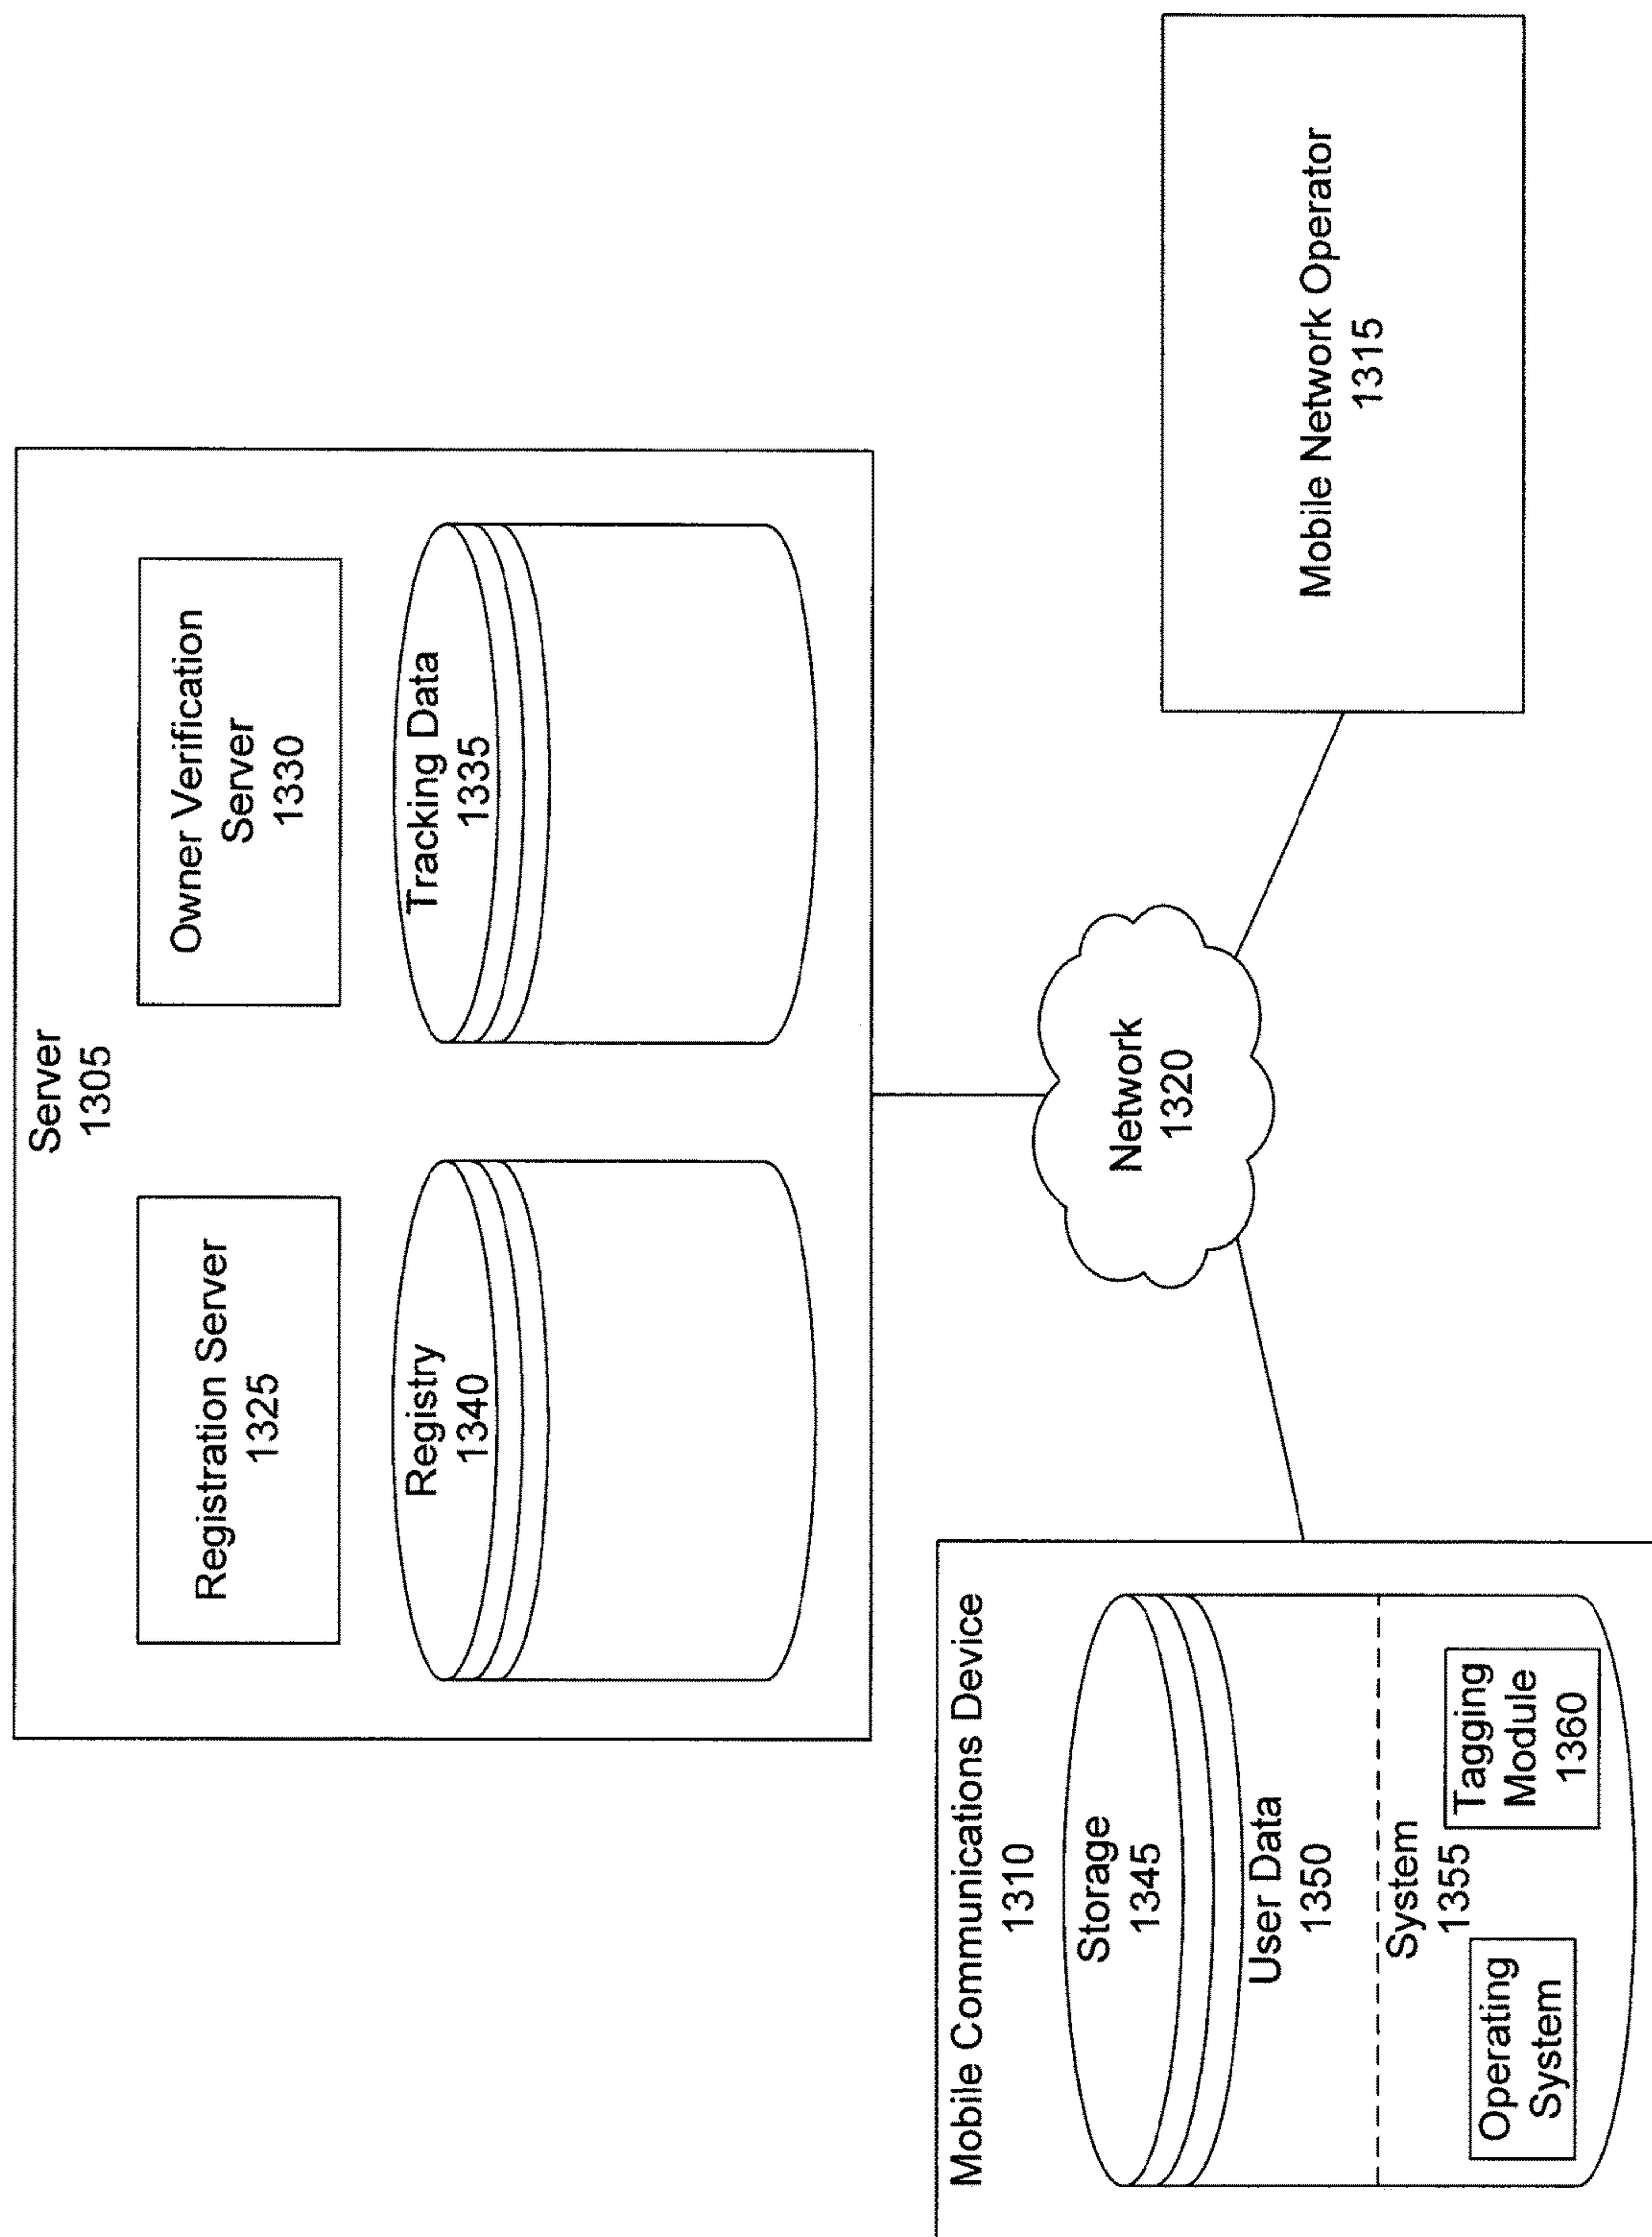 Server
1305
Registration Server
1325
Owner Verification
Server
1330
Registry
1340
Tracking Data
1335
Network
1320
Mobile Communications Device
1310
Storage
1345
User Data
1350
System
1355
Operating
System
Tagging
Module
1360
Mobile Network Operator
1315